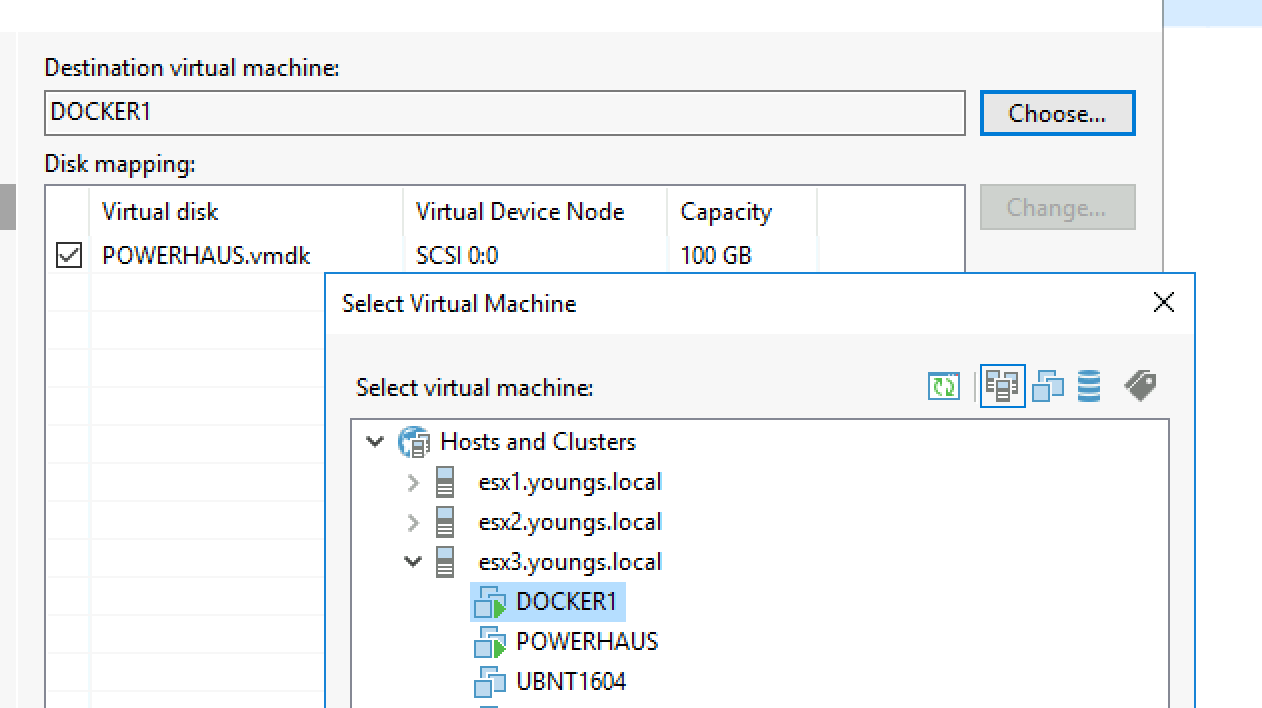 Destination virtual machine:
DOCKER1
Choose...
Disk mapping:
Virtual disk Virtual Device Node Capacity
Change...
POWERHAUS.vmdk SCSI 0:0 100 GB
Select Virtual Machine
Select virtual machine:
Hosts and Clusters
esx1.youngs.local
esx2.youngs.local
esx3.youngs.local
DOCKER1
POWERHAUS
UBNT1604